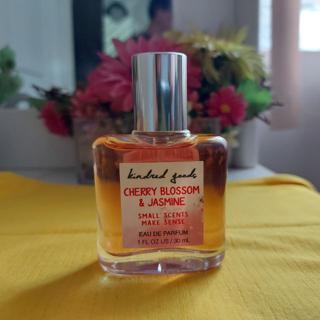 kindred goods
CHERRY BLOSSOM
& JASMINE
SMALL SCENTS
MAKE SENSE
EAU DE PARFUM
1 FL OZ US / 30 mL